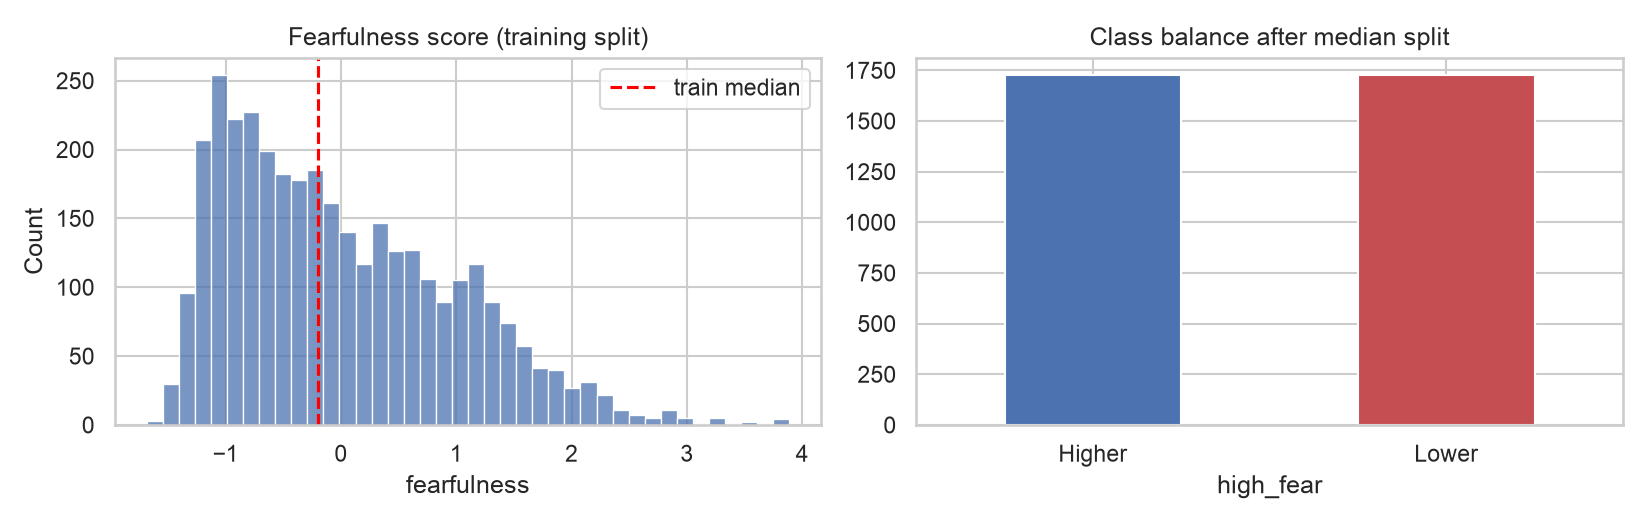 Fearfulness score (training split)
train median
250
200
150
100
50
0
Count
−1 0 1 2 3 4
fearfulness
Class balance after median split
1750
1500
1250
1000
750
500
250
0
Higher Lower
high_fear